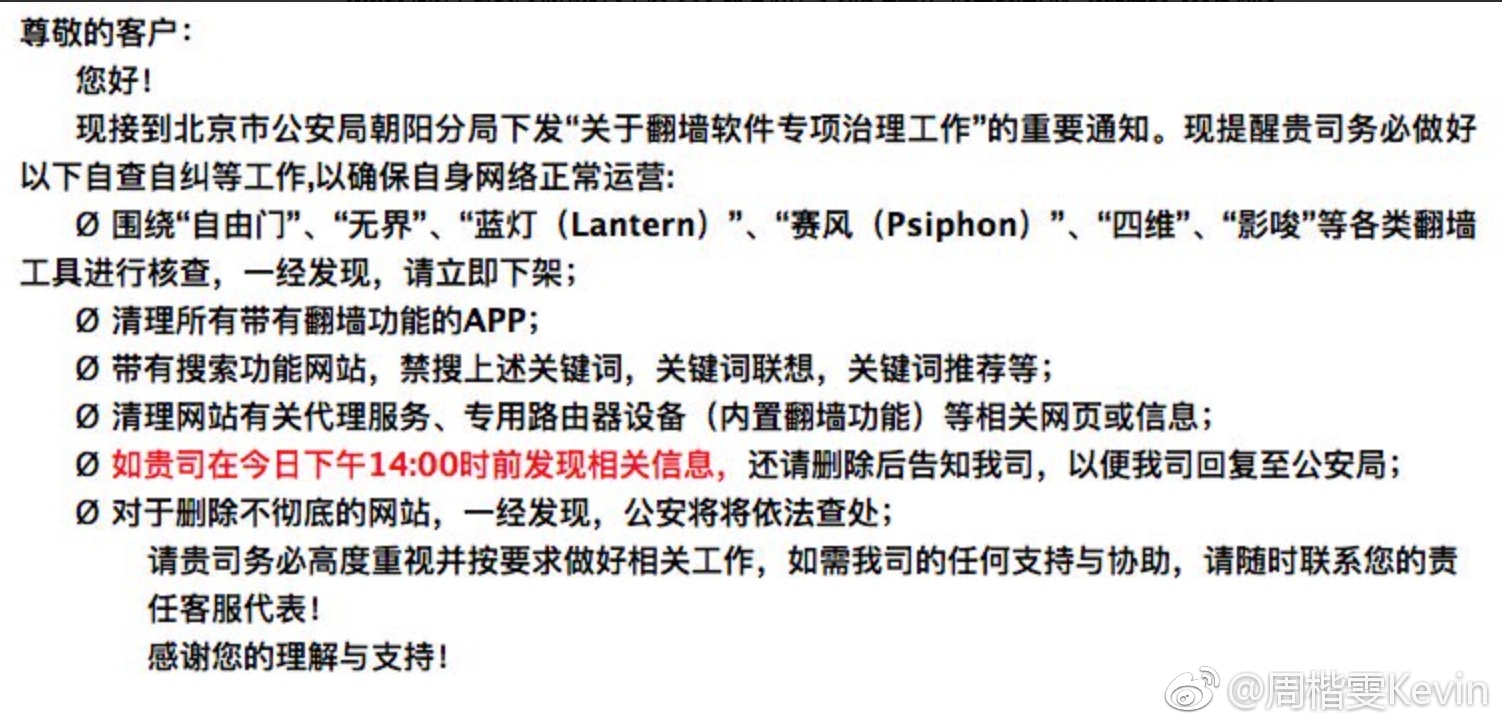 尊敬的客户：
您好！
现接到北京市公安局朝阳分局下发“关于翻墙软件专项治理工作”的重要通知。现提醒贵司务必做好
以下自查自纠等工作,以确保自身网络正常运营:
Ø 围绕“自由门”、“无界”、“蓝灯（Lantern）”、“赛风（Psiphon）”、“四维”、“影唆”等各类翻墙
工具进行核查，一经发现，请立即下架；
Ø 清理所有带有翻墙功能的APP；
Ø 带有搜索功能网站，禁搜上述关键词，关键词联想，关键词推荐等；
Ø 清理网站有关代理服务、专用路由器设备（内置翻墙功能）等相关网页或信息；
Ø 如贵司在今日下午14:00时前发现相关信息，还请删除后告知我司，以便我司回复至公安局；
Ø 对于删除不彻底的网站，一经发现，公安将将依法查处；
请贵司务必高度重视并按要求做好相关工作，如需我司的任何支持与协助，请随时联系您的责
任客服代表！
感谢您的理解与支持！
@周楷雯Kevin